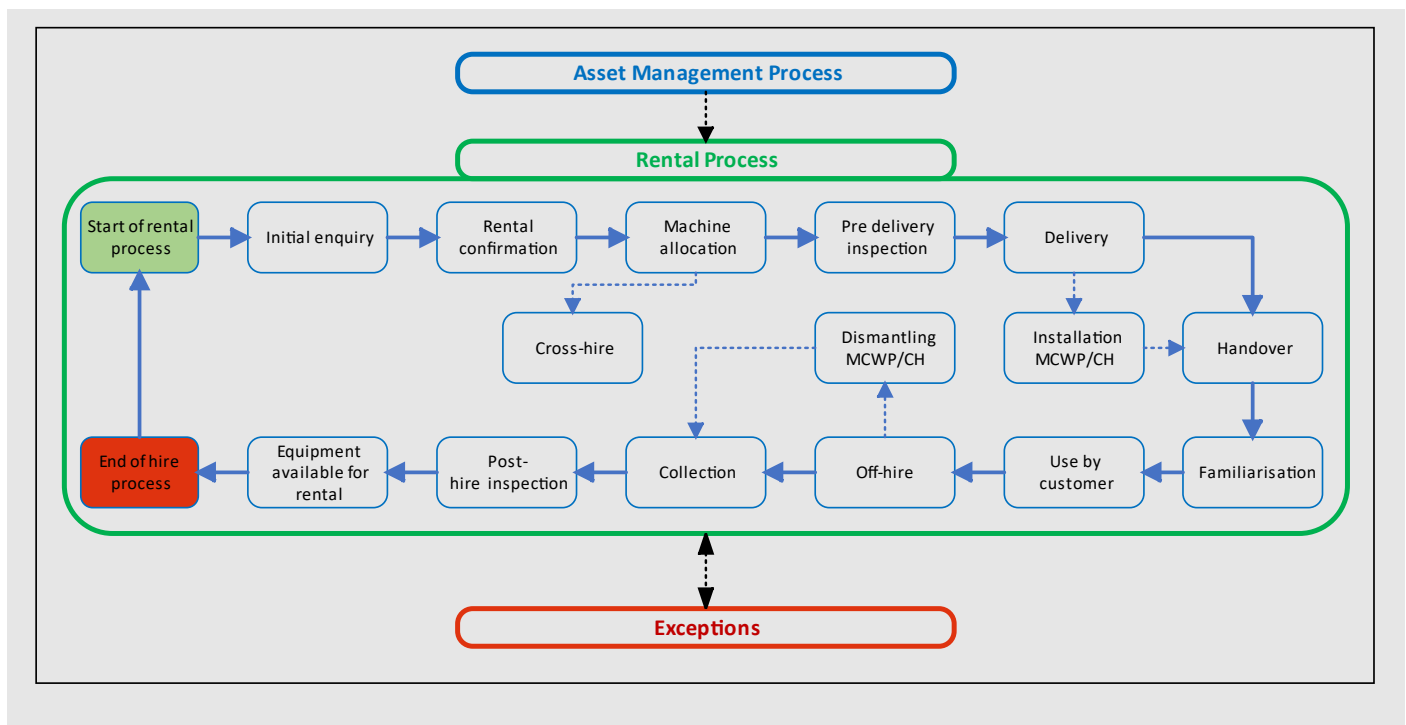 Asset Management Process
Rental Process
Start of rental
process
Initial enquiry
Rental
confirmation
Machine
allocation
Pre delivery
inspection
Delivery
Cross-hire
Dismantling
MCWP/CH
Installation
MCWP/CH
Handover
End of hire
process
Equipment
available for
rental
Post-
hire inspection
Collection
Off-hire
Use by
customer
Familiarisation
Exceptions